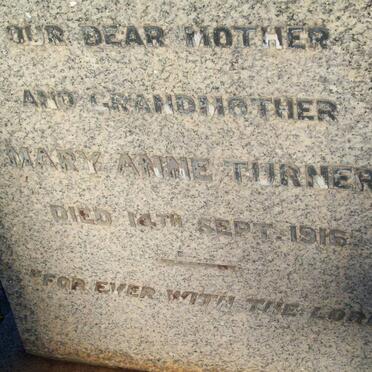 OUR DEAR MOTHER
AND GRANDMOTHER
MARY ANNE TURNER
DIED 14TH SEPT. 1916
"FOR EVER WITH THE LORD